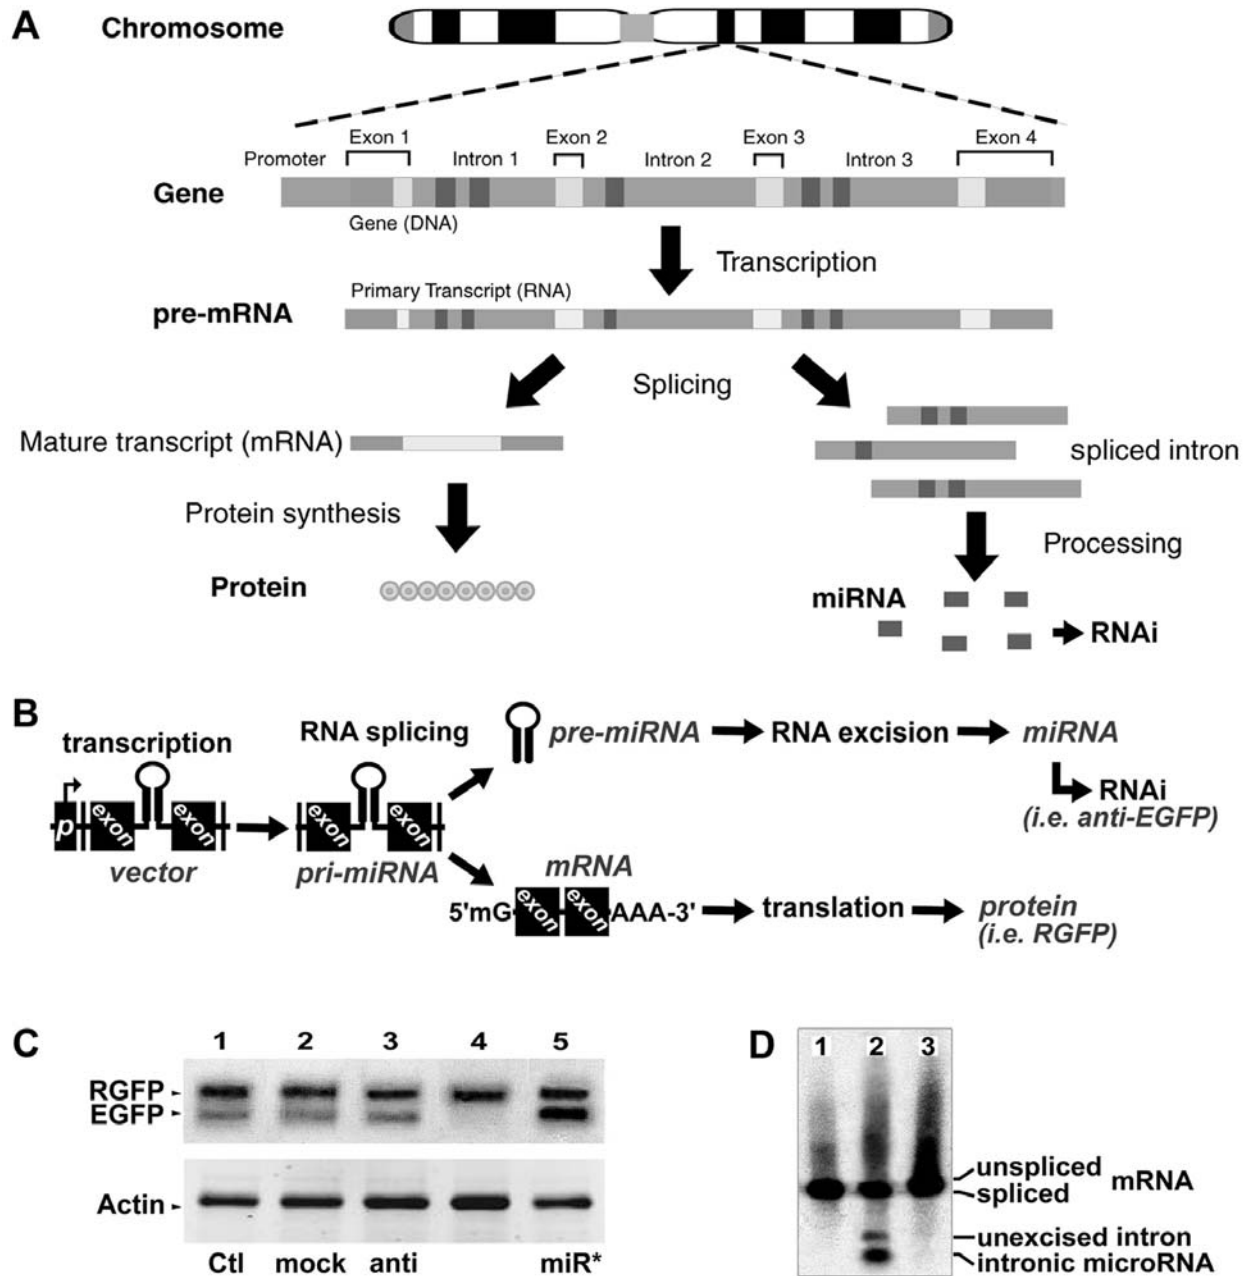 A
Chromosome
Promoter
Exon 1
Intron 1
Exon 2
Intron 2
Exon 3
Intron 3
Exon 4
Gene
Gene (DNA)
Transcription
Primary Transcript (RNA)
pre-mRNA
Splicing
Mature transcript (mRNA)
spliced intron
Protein synthesis
Processing
Protein
miRNA
RNAi
B
transcription
RNA splicing
p exon exon
vector
exon exon
pri-miRNA
pre-miRNA
RNA excision
miRNA
RNAi
(i.e. anti-EGFP)
mRNA
5'mG exon exon AAA-3'
translation
protein
(i.e. RGFP)
C
1 2 3 4 5
RGFP
EGFP
Actin
Ctl mock anti miR*
D
1 2 3
unspliced
spliced
mRNA
unexcised intron
intronic microRNA